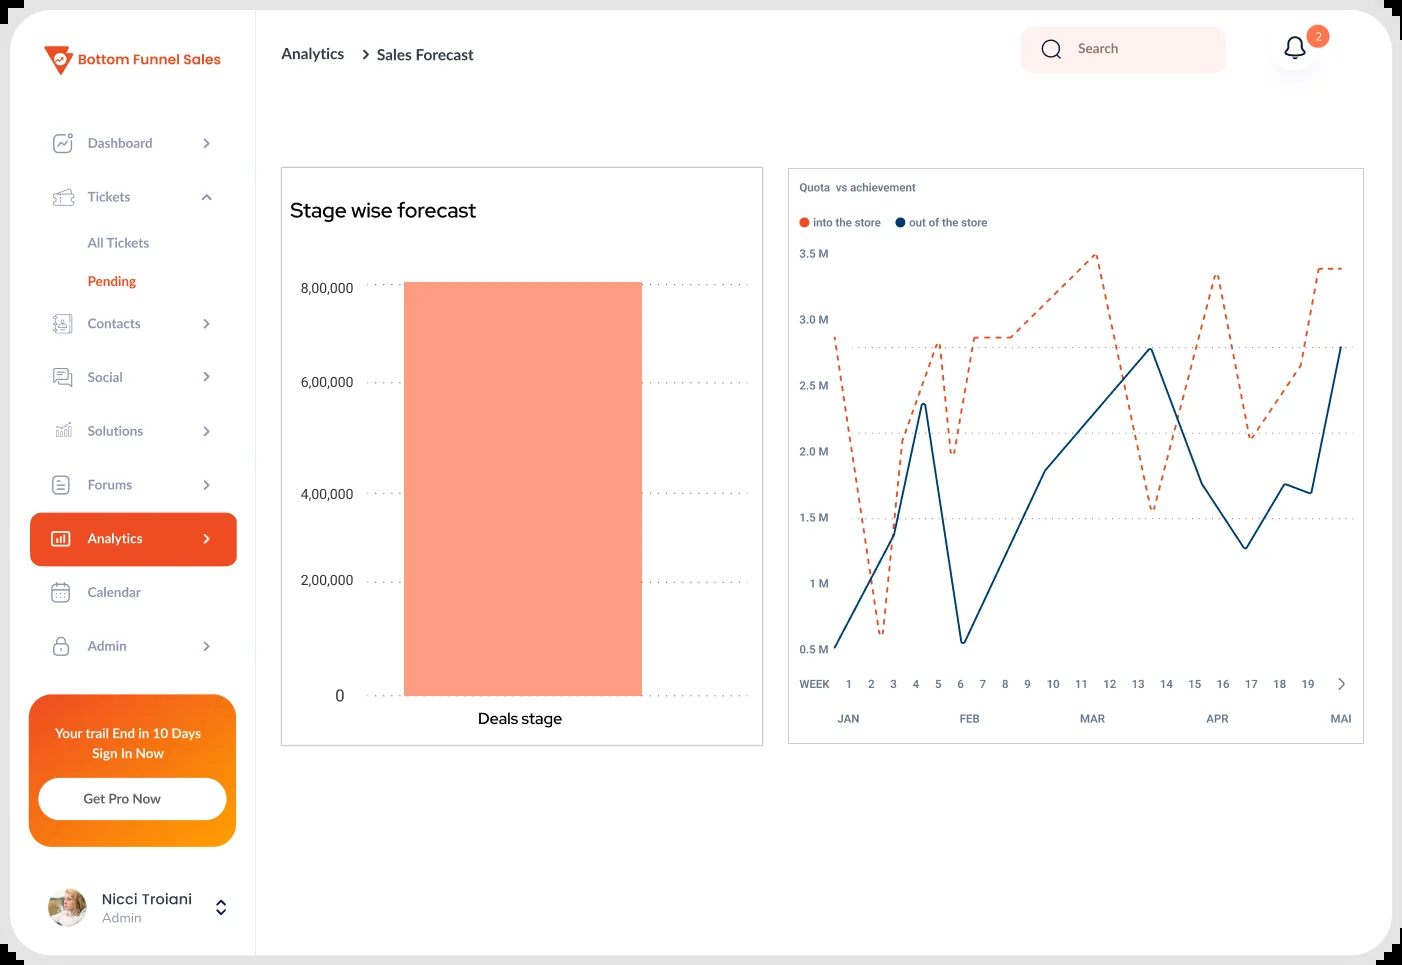 Bottom Funnel Sales
Analytics > Sales Forecast
Search
2
Dashboard
Tickets
All Tickets
Pending
Contacts
Social
Solutions
Forums
Analytics
Calendar
Admin
Your trail End in 10 Days
Sign In Now
Get Pro Now
Nicci Troiani
Admin
Stage wise forecast
8,00,000
6,00,000
4,00,000
2,00,000
0
Deals stage
Quota vs achievement
into the store out of the store
3.5 M
3.0 M
2.5 M
2.0 M
1.5 M
1 M
0.5 M
WEEK 1 2 3 4 5 6 7 8 9 10 11 12 13 14 15 16 17 18 19
JAN FEB MAR APR MAI